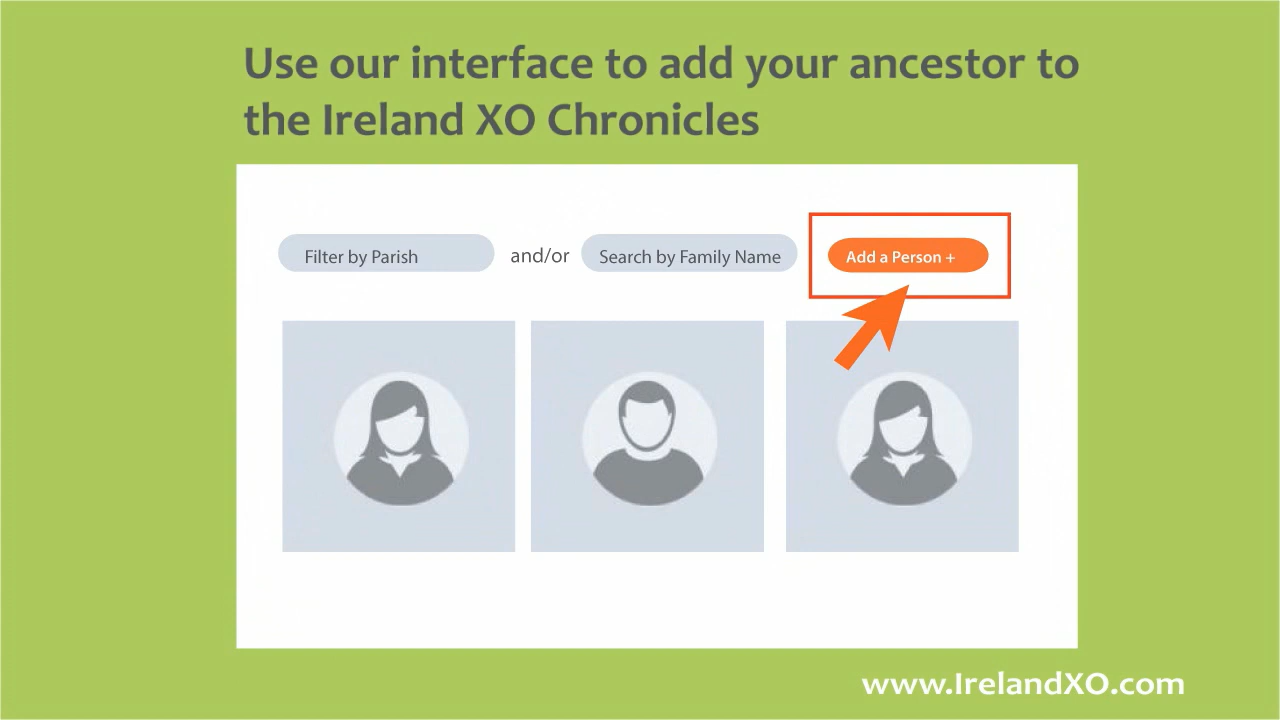 Use our interface to add your ancestor to
the Ireland XO Chronicles
Filter by Parish and/or Search by Family Name Add a Person +
www.IrelandXO.com